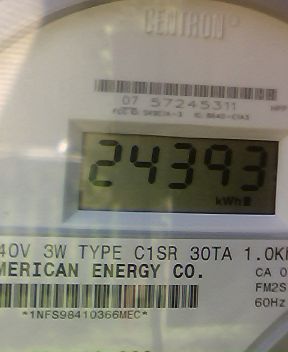 CENTRON®
07 57245311
24393
kWh
40V 3W TYPE C1SR 30TA 1.0K
MERICAN ENERGY CO.
CA 0
FM2S
60Hz
*1NFS98410366MEC*